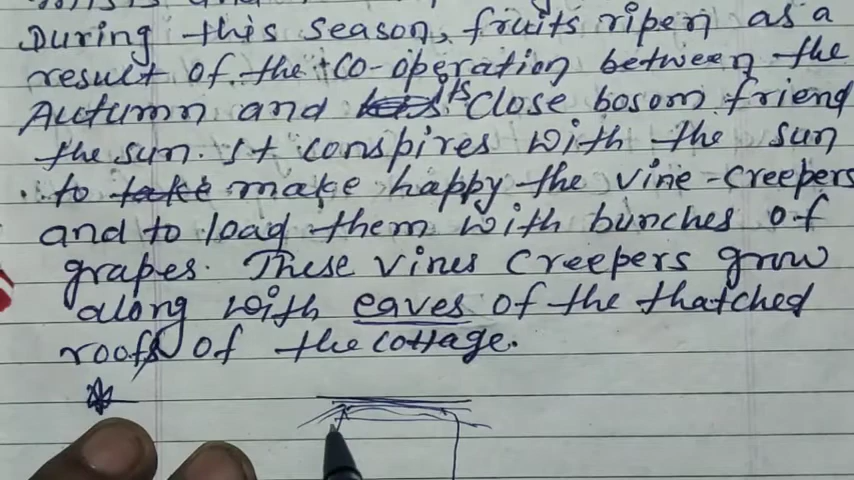 During this season, fruits ripen as a
result of the co-operation between the
Autumn and its close bosom friend
the sun. It conspires with the sun
to take make happy the vine-creepers
and to load them with bunches of
grapes. These vines creepers grow
along with eaves of the thatched
roofs of the cottage.